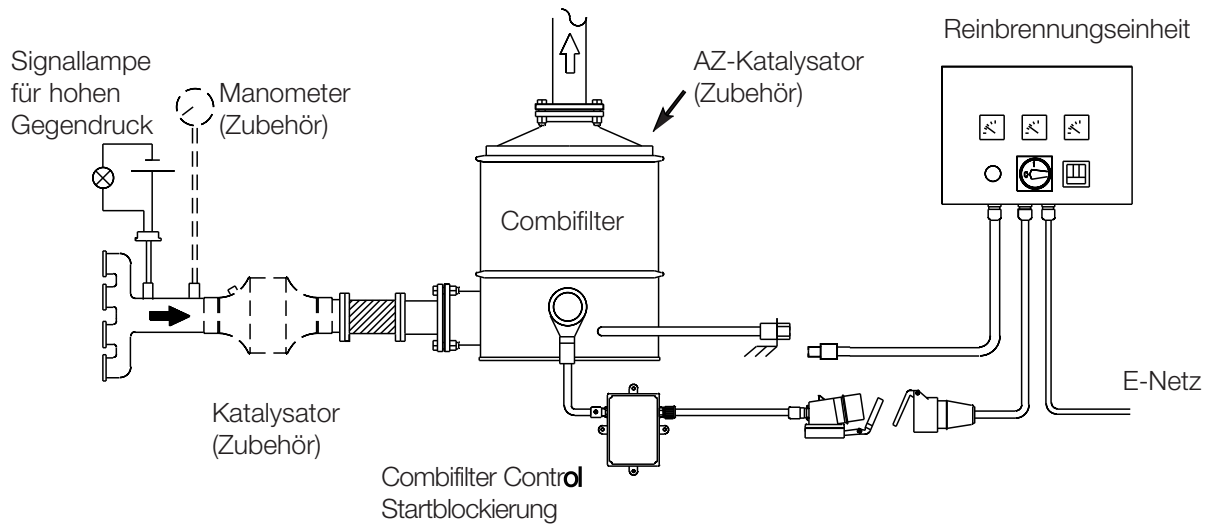 Reinbrennungseinheit
Signallampe
für hohen
Gegendruck
Manometer
(Zubehör)
AZ-Katalysator
(Zubehör)
Combifilter
E-Netz
Katalysator
(Zubehör)
Combifilter Control
Startblockierung